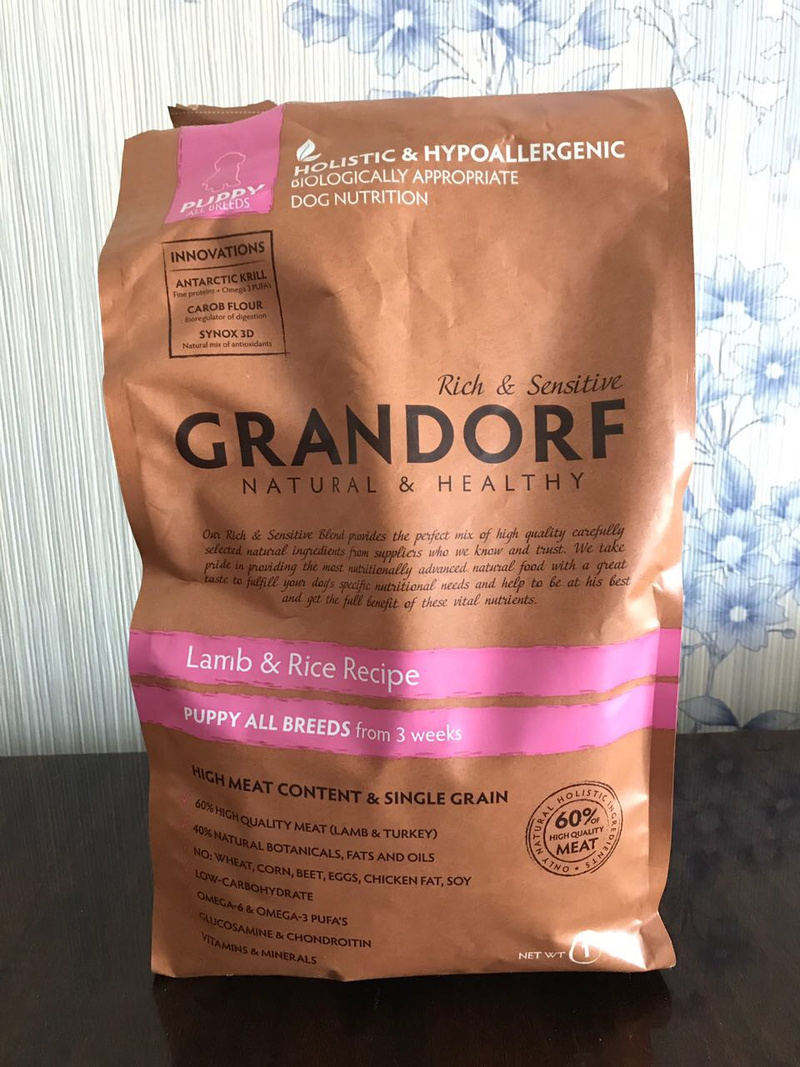 PUPPY
ALL BREEDS
HOLISTIC & HYPOALLERGENIC
BIOLOGICALLY APPROPRIATE
DOG NUTRITION
INNOVATIONS
ANTARCTIC KRILL
Fine proteins + Omega 3 PUFA's
CAROB FLOUR
Bioregulator of digestion
SYNOX 3D
Natural mix of antioxidants
Rich & Sensitive
GRANDORF
NATURAL & HEALTHY
Our Rich & Sensitive Blend provides the perfect mix of high quality carefully
selected natural ingredients from suppliers who we know and trust. We take
pride in providing the most nutritionally advanced natural food with a great
taste to fulfill your dog's specific nutritional needs and help to be at his best
and get the full benefit of these vital nutrients.
Lamb & Rice Recipe
PUPPY ALL BREEDS from 3 weeks
HIGH MEAT CONTENT & SINGLE GRAIN
60% HIGH QUALITY MEAT (LAMB & TURKEY)
40% NATURAL BOTANICALS, FATS AND OILS
NO: WHEAT, CORN, BEET, EGGS, CHICKEN FAT, SOY
LOW-CARBOHYDRATE
OMEGA-6 & OMEGA-3 PUFA'S
GLUCOSAMINE & CHONDROITIN
VITAMINS & MINERALS
ONLY NATURAL HOLISTIC INGREDIENTS
60% OF
HIGH QUALITY
MEAT
NET WT 1